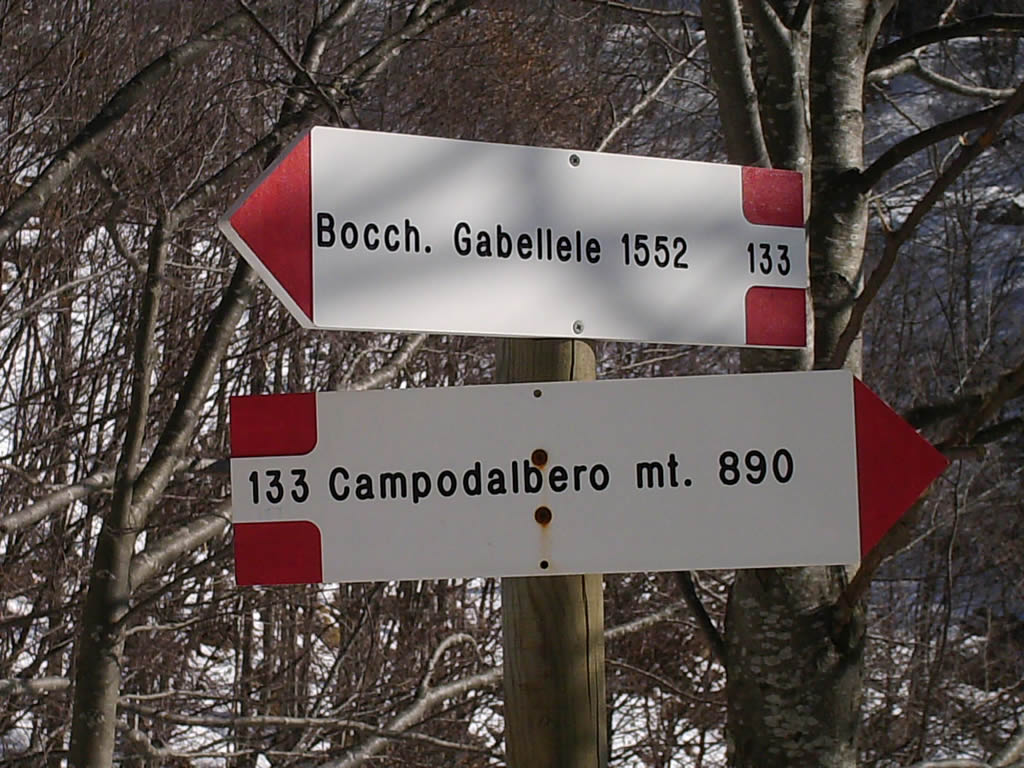 Bocch. Gabellele 1552 133
133 Campodalbero mt. 890